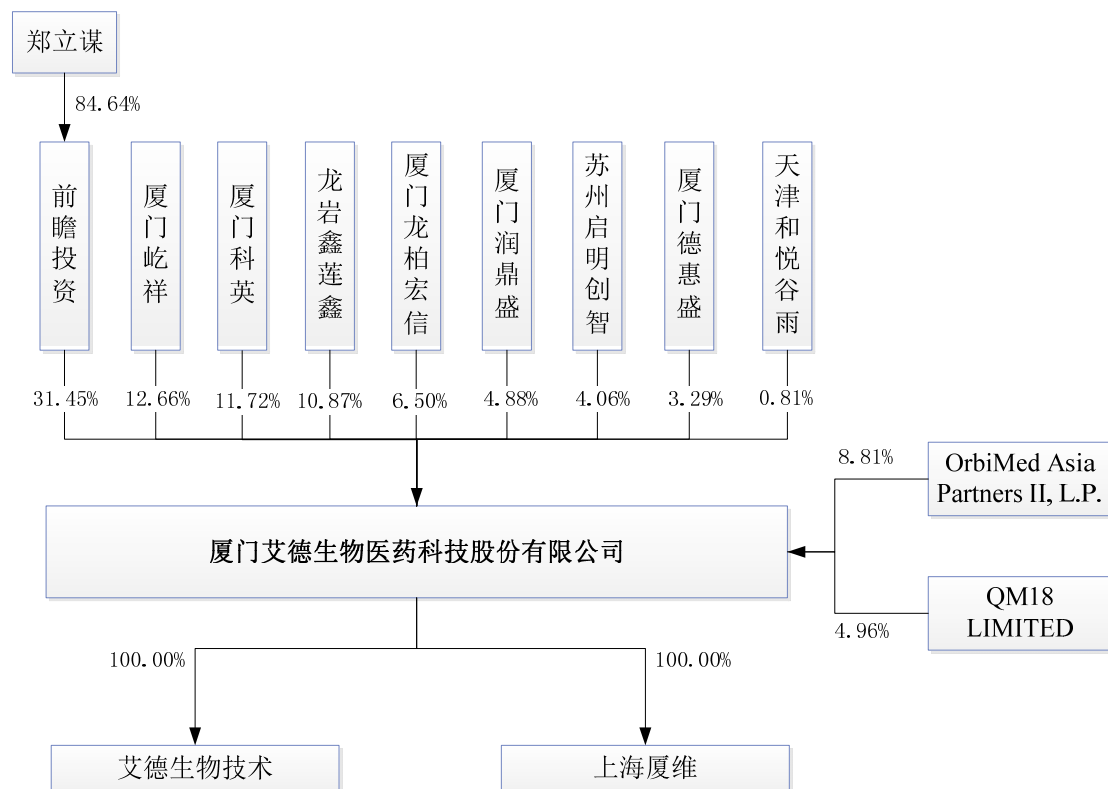 郑立谋
84.64%
前瞻投资
厦门屹祥
厦门科英
龙岩鑫莲鑫
厦门龙柏宏信
厦门润鼎盛
苏州启明创智
厦门德惠盛
天津和悦谷雨
31.45%
12.66%
11.72%
10.87%
6.50%
4.88%
4.06%
3.29%
0.81%
8.81%
OrbiMed Asia
Partners II, L.P.
厦门艾德生物医药科技股份有限公司
QM18
LIMITED
4.96%
100.00%
100.00%
艾德生物技术
上海厦维